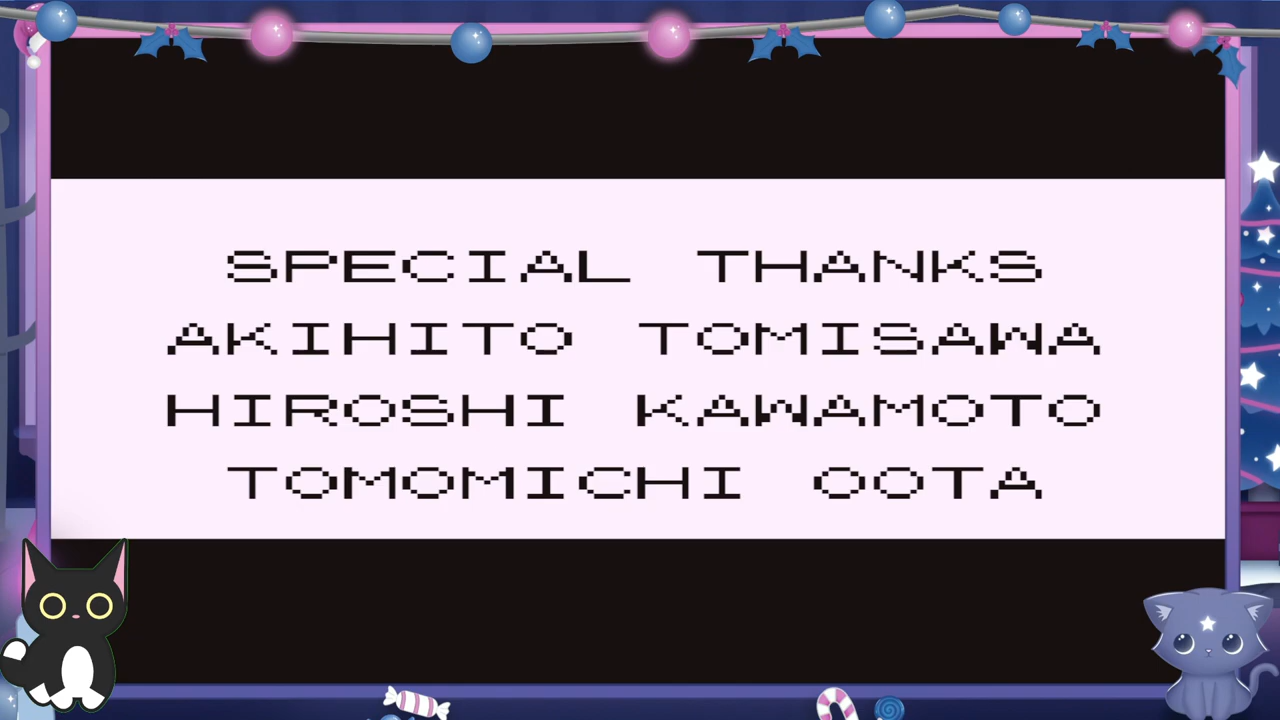 SPECIAL THANKS
AKIHITO TOMISAWA
HIROSHI KAWAMOTO
TOMOMICHI OOTA